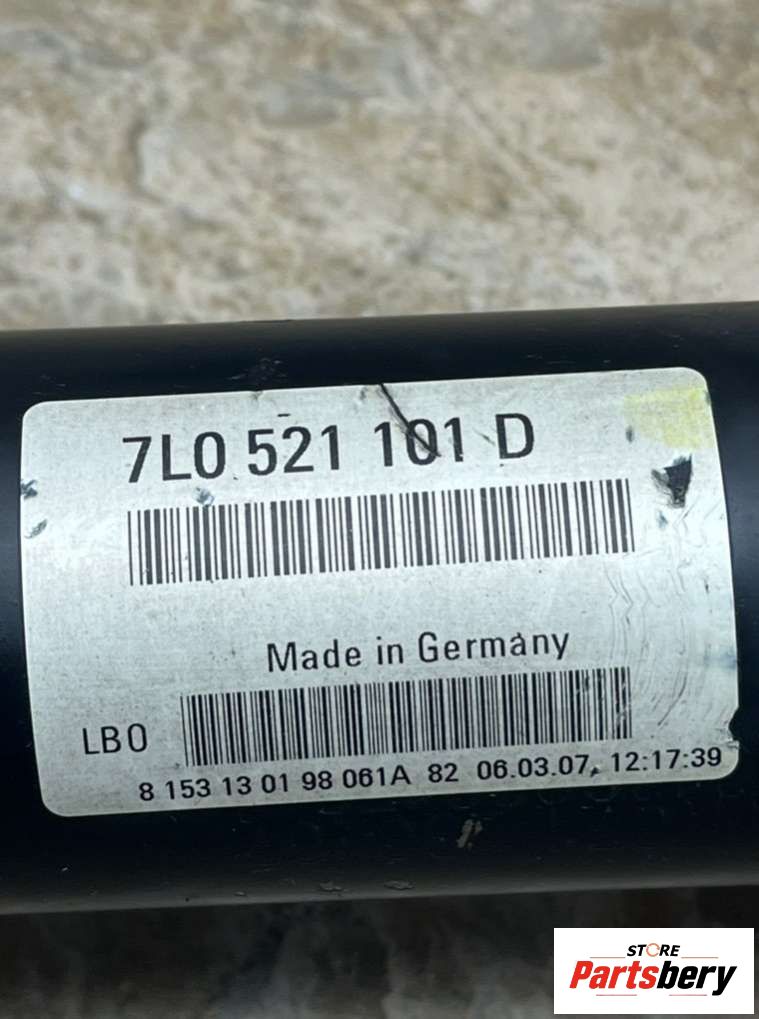 7L0 521 101 D
Made in Germany
LB0
8 153 13 01 98 061A 82 06.03.07, 12:17:39
STORE
Partsbery